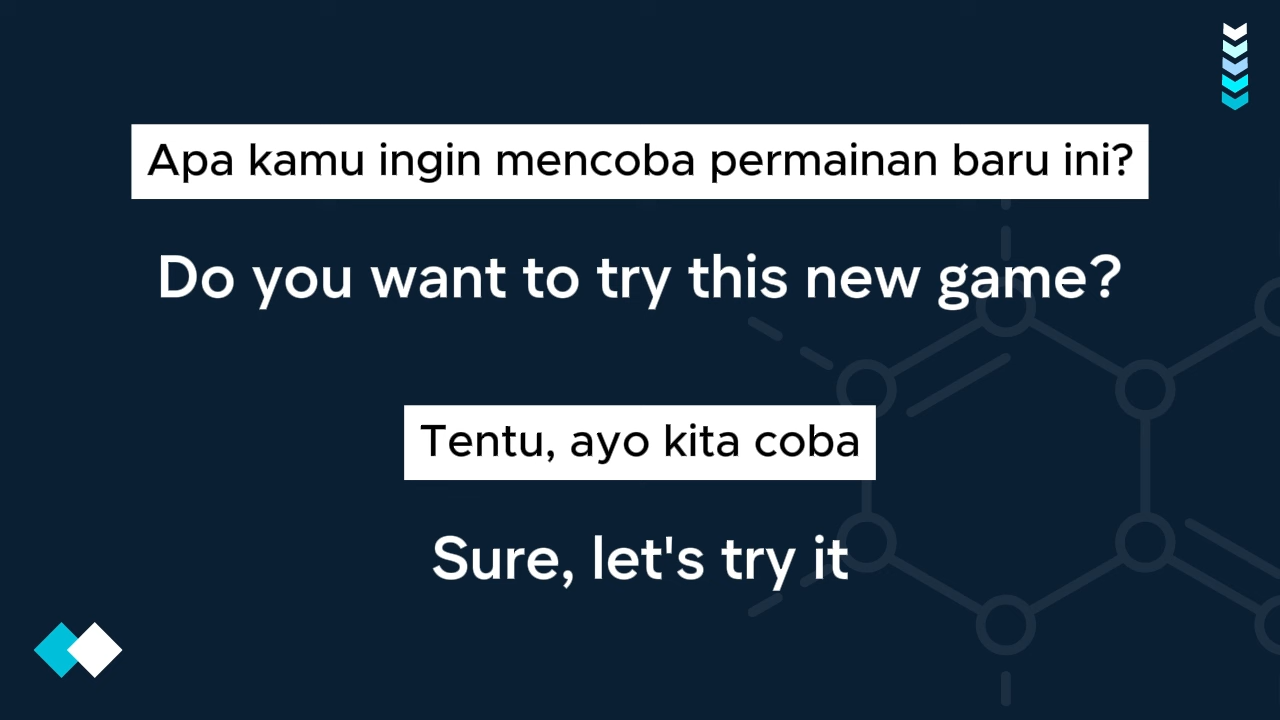 Apa kamu ingin mencoba permainan baru ini?
Do you want to try this new game?
Tentu, ayo kita coba
Sure, let's try it